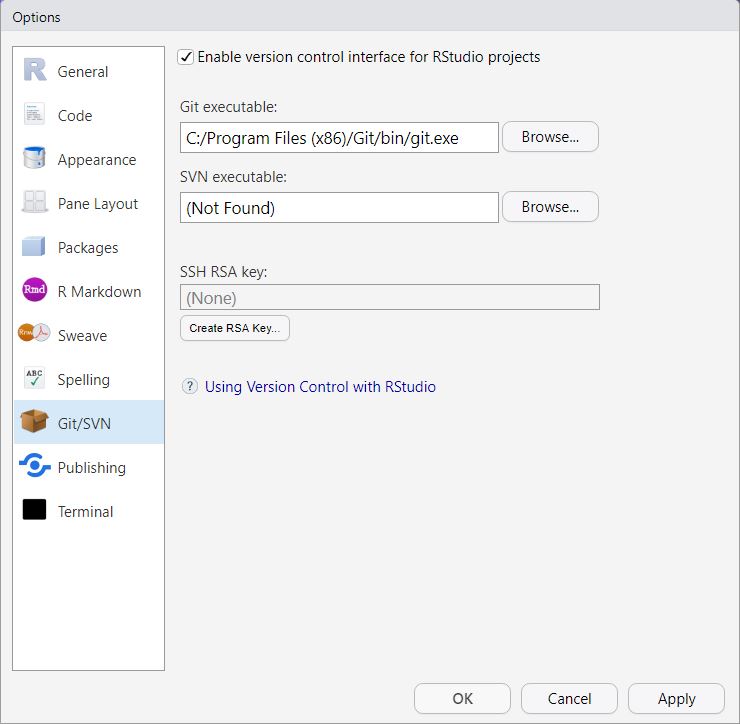 Options
General
Code
Appearance
Pane Layout
Packages
Rmd
R Markdown
Rnw
Sweave
ABC
Spelling
Git/SVN
Publishing
Terminal
Enable version control interface for RStudio projects
Git executable:
C:/Program Files (x86)/Git/bin/git.exe
Browse...
SVN executable:
(Not Found)
Browse...
SSH RSA key:
(None)
Create RSA Key...
? Using Version Control with RStudio
OK
Cancel
Apply